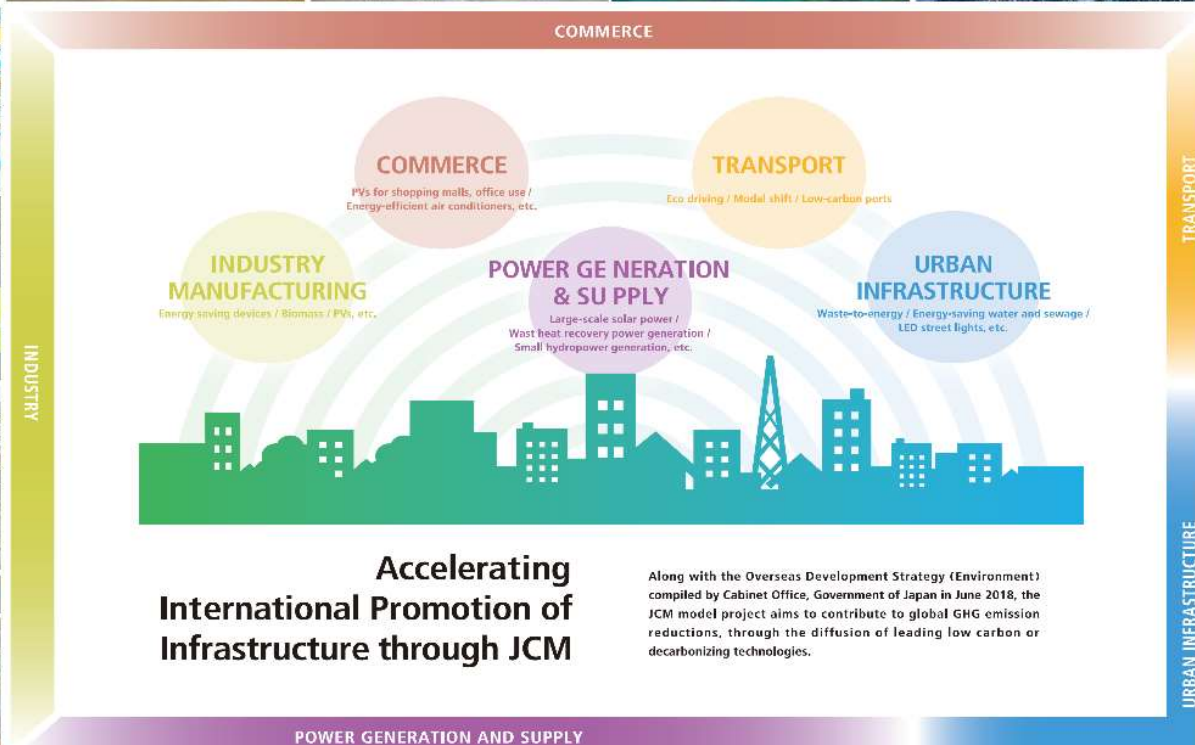 COMMERCE
COMMERCE
PVs for shopping malls, office use /
Energy-efficient air conditioners, etc.
TRANSPORT
Eco driving / Modal shift / Low-carbon ports
INDUSTRY
MANUFACTURING
Energy saving devices / Biomass / PVs, etc.
POWER GE NERATION
& SU PPLY
Large-scale solar power /
Wast heat recovery power generation /
Small hydropower generation, etc.
URBAN
INFRASTRUCTURE
Waste-to-energy / Energy-saving water and sewage /
LED street lights, etc.
INDUSTRY
TRANSPORT
URBAN INFRASTRUCTURE
Accelerating
International Promotion of
Infrastructure through JCM
Along with the Overseas Development Strategy (Environment)
compiled by Cabinet Office, Government of Japan in June 2018, the
JCM model project aims to contribute to global GHG emission
reductions, through the diffusion of leading low carbon or
decarbonizing technologies.
POWER GENERATION AND SUPPLY